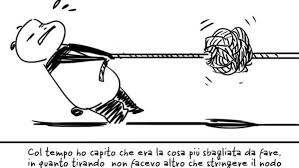 Col tempo ho capito che era la cosa più sbagliata da fare,
in quanto tirando non facevo altro che stringere il nodo